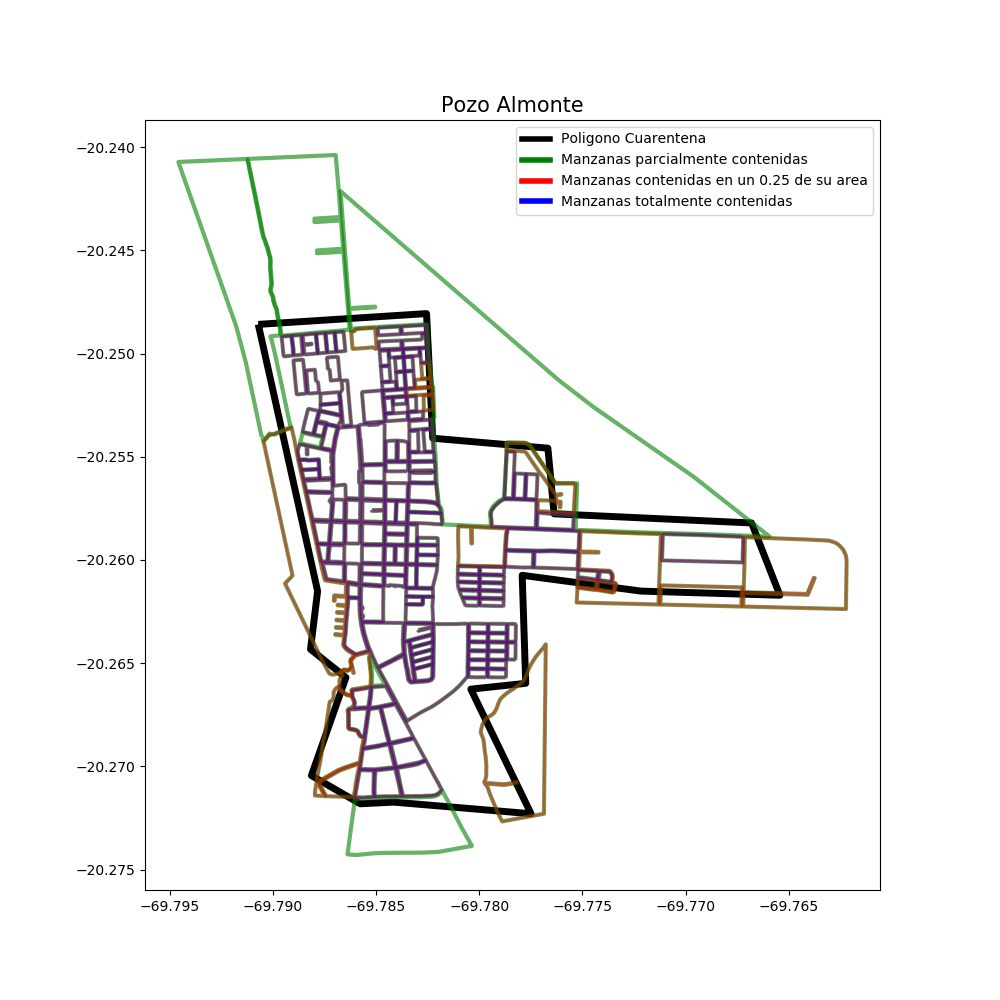 Pozo Almonte
Poligono Cuarentena
Manzanas parcialmente contenidas
Manzanas contenidas en un 0.25 de su area
Manzanas totalmente contenidas
−20.240
−20.245
−20.250
−20.255
−20.260
−20.265
−20.270
−20.275
−69.795 −69.790 −69.785 −69.780 −69.775 −69.770 −69.765